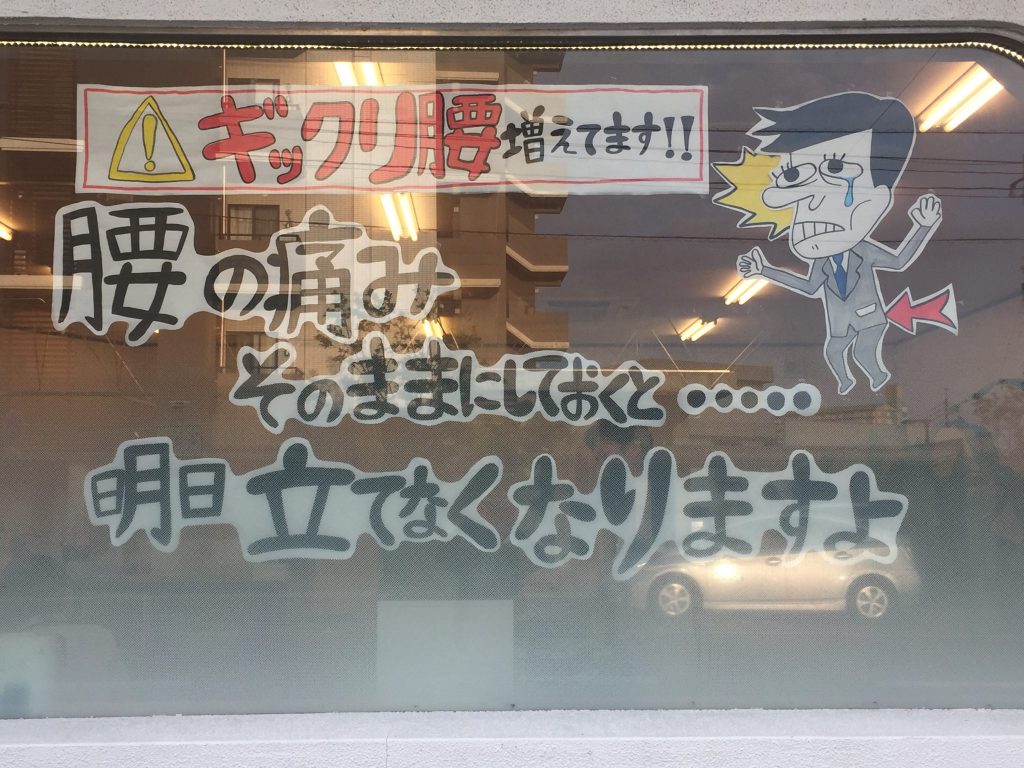 ギックリ腰増えてます!!
腰の痛み
そのままにしておくと……
明日立てなくなりますよ